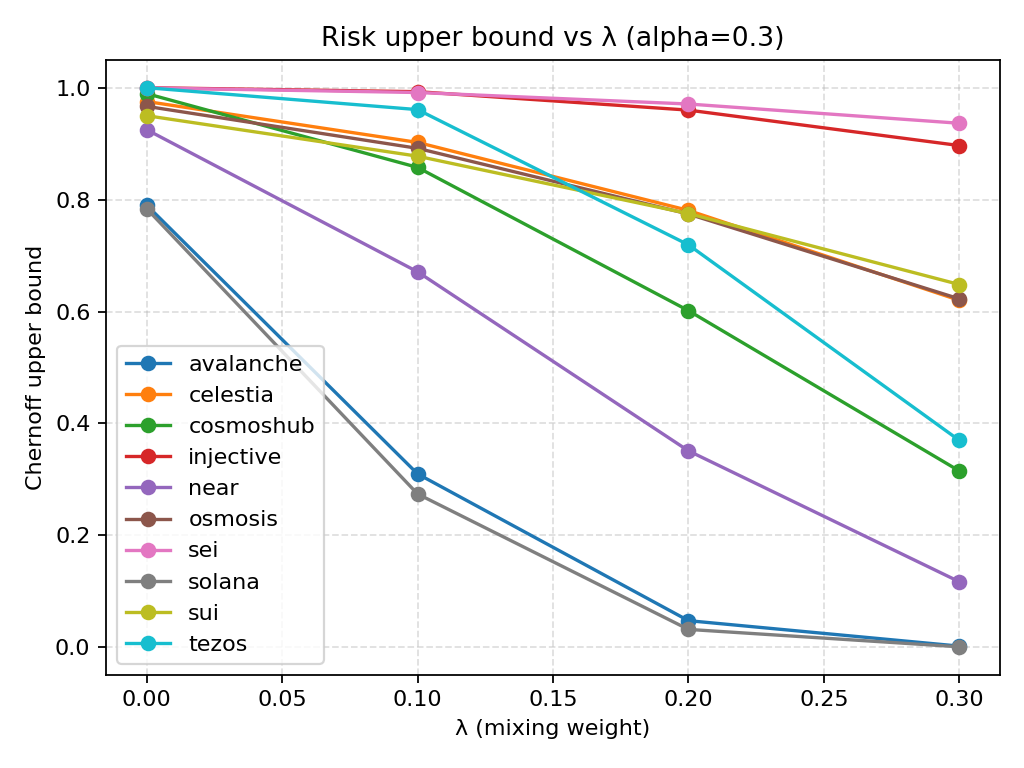 Risk upper bound vs λ (alpha=0.3)
Chernoff upper bound
1.0
0.8
0.6
0.4
0.2
0.0
avalanche
celestia
cosmoshub
injective
near
osmosis
sei
solana
sui
tezos
0.00 0.05 0.10 0.15 0.20 0.25 0.30
λ (mixing weight)